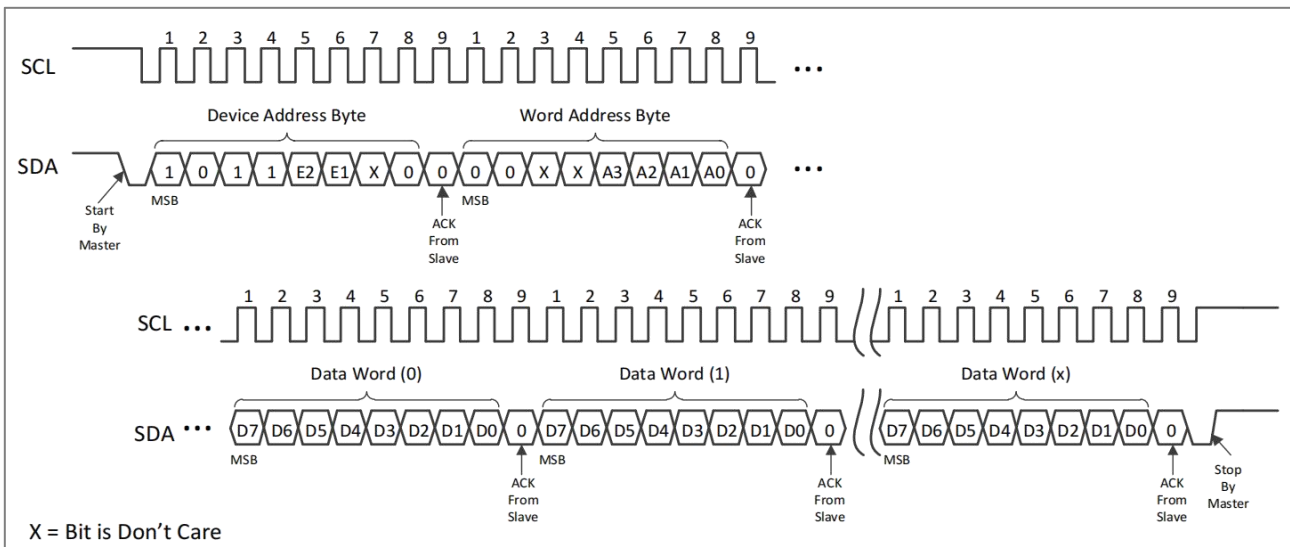 1 2 3 4 5 6 7 8 9 1 2 3 4 5 6 7 8 9
SCL •••
Device Address Byte Word Address Byte
SDA 1 0 1 1 E2 E1 X 0 0 0 0 X X A3 A2 A1 A0 0 •••
MSB MSB
Start
By
Master
ACK
From
Slave
ACK
From
Slave
1 2 3 4 5 6 7 8 9 1 2 3 4 5 6 7 8 9 1 2 3 4 5 6 7 8 9
SCL •••
Data Word (0) Data Word (1) Data Word (x)
SDA ••• D7 D6 D5 D4 D3 D2 D1 D0 0 D7 D6 D5 D4 D3 D2 D1 D0 0 D7 D6 D5 D4 D3 D2 D1 D0 0
MSB MSB MSB
ACK
From
Slave
ACK
From
Slave
ACK
From
Slave
Stop
By
Master
X = Bit is Don’t Care